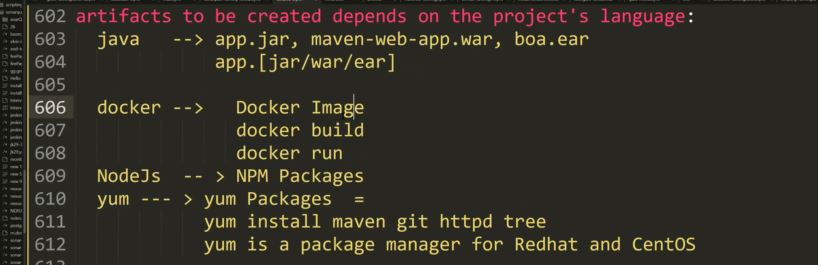 602 artifacts to be created depends on the project's language:
603 java --> app.jar, maven-web-app.war, boa.ear
604 app.[jar/war/ear]
605
606 docker --> Docker Image
607 docker build
608 docker run
609 NodeJs -- > NPM Packages
610 yum --- > yum Packages =
611 yum install maven git httpd tree
612 yum is a package manager for Redhat and CentOS